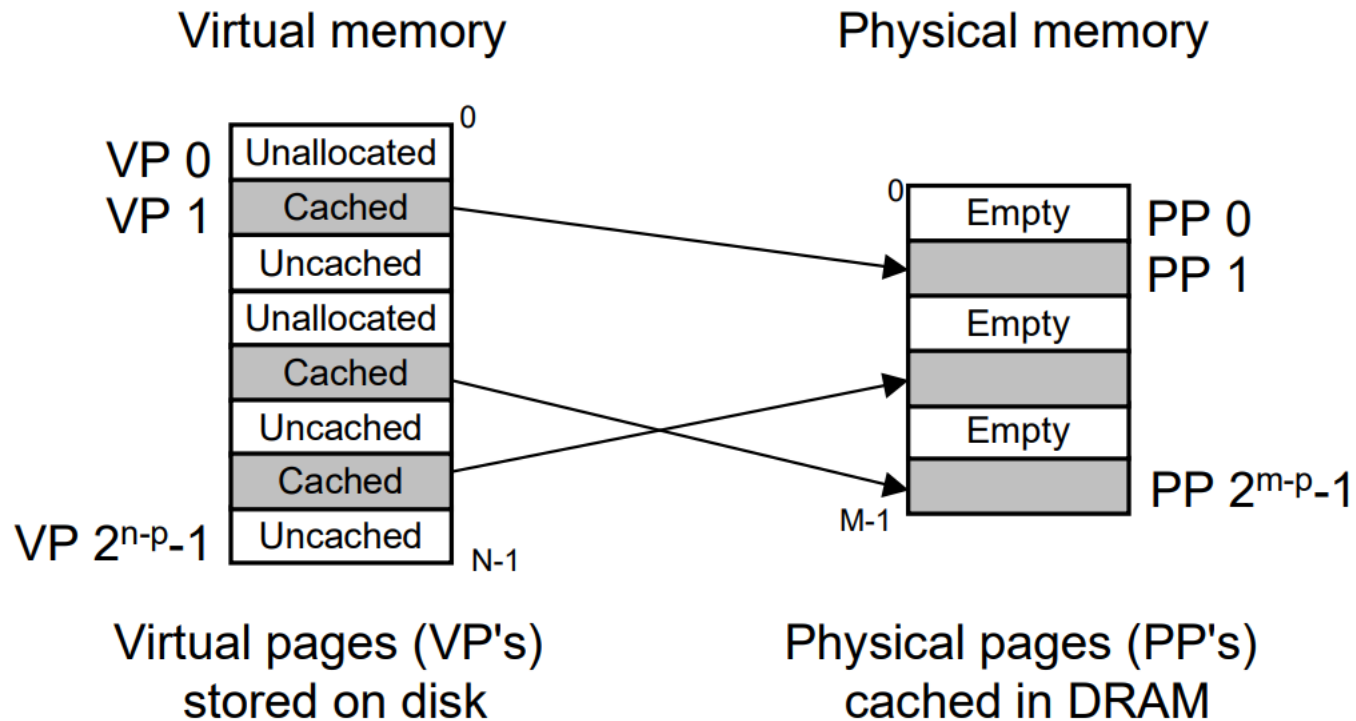 Virtual memory
Physical memory
0
VP 0
Unallocated
VP 1
Cached
Uncached
Unallocated
Cached
Uncached
Cached
VP 2ⁿ⁻ᵖ-1
Uncached
N-1
0
Empty
PP 0
PP 1
Empty
Empty
PP 2ᵐ⁻ᵖ-1
M-1
Virtual pages (VP's)
stored on disk
Physical pages (PP's)
cached in DRAM